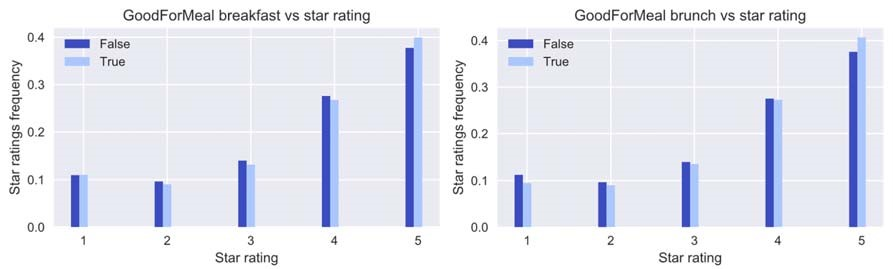 GoodForMeal breakfast vs star rating
Star ratings frequency
0.4
0.3
0.2
0.1
0.0
False
True
1 2 3 4 5
Star rating
GoodForMeal brunch vs star rating
Star ratings frequency
0.4
0.3
0.2
0.1
0.0
False
True
1 2 3 4 5
Star rating